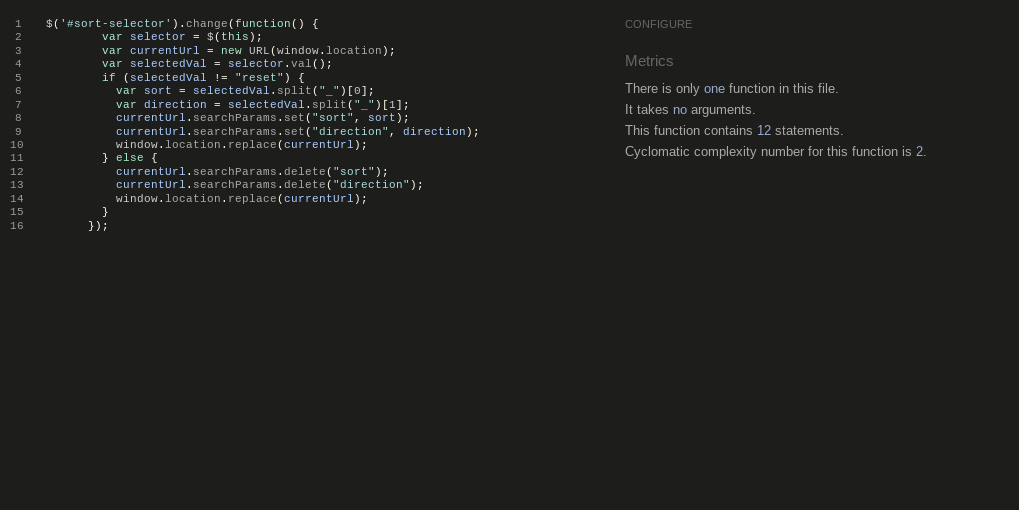 1 $('#sort-selector').change(function() {
2 var selector = $(this);
3 var currentUrl = new URL(window.location);
4 var selectedVal = selector.val();
5 if (selectedVal != "reset") {
6 var sort = selectedVal.split("_")[0];
7 var direction = selectedVal.split("_")[1];
8 currentUrl.searchParams.set("sort", sort);
9 currentUrl.searchParams.set("direction", direction);
10 window.location.replace(currentUrl);
11 } else {
12 currentUrl.searchParams.delete("sort");
13 currentUrl.searchParams.delete("direction");
14 window.location.replace(currentUrl);
15 }
16 });
CONFIGURE
Metrics
There is only one function in this file.
It takes no arguments.
This function contains 12 statements.
Cyclomatic complexity number for this function is 2.